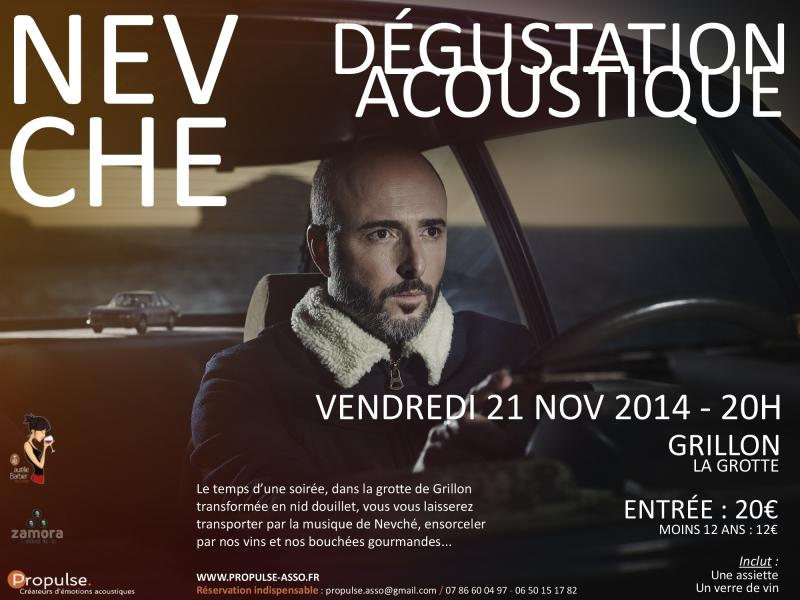 NEV
CHE
DÉGUSTATION
ACOUSTIQUE
VENDREDI 21 NOV 2014 - 20H
GRILLON
LA GROTTE
ENTRÉE : 20€
MOINS 12 ANS : 12€
Inclut :
Une assiette
Un verre de vin
Le temps d'une soirée, dans la grotte de Grillon
transformée en nid douillet, vous vous laisserez
transporter par la musique de Nevché, ensorceler
par nos vins et nos bouchées gourmandes...
WWW.PROPULSE-ASSO.FR
Réservation indispensable : propulse.asso@gmail.com / 07 86 60 04 97 - 06 50 15 17 82
aurélie
Barbier
zamora
Propulse.
Créateurs d'émotions acoustiques